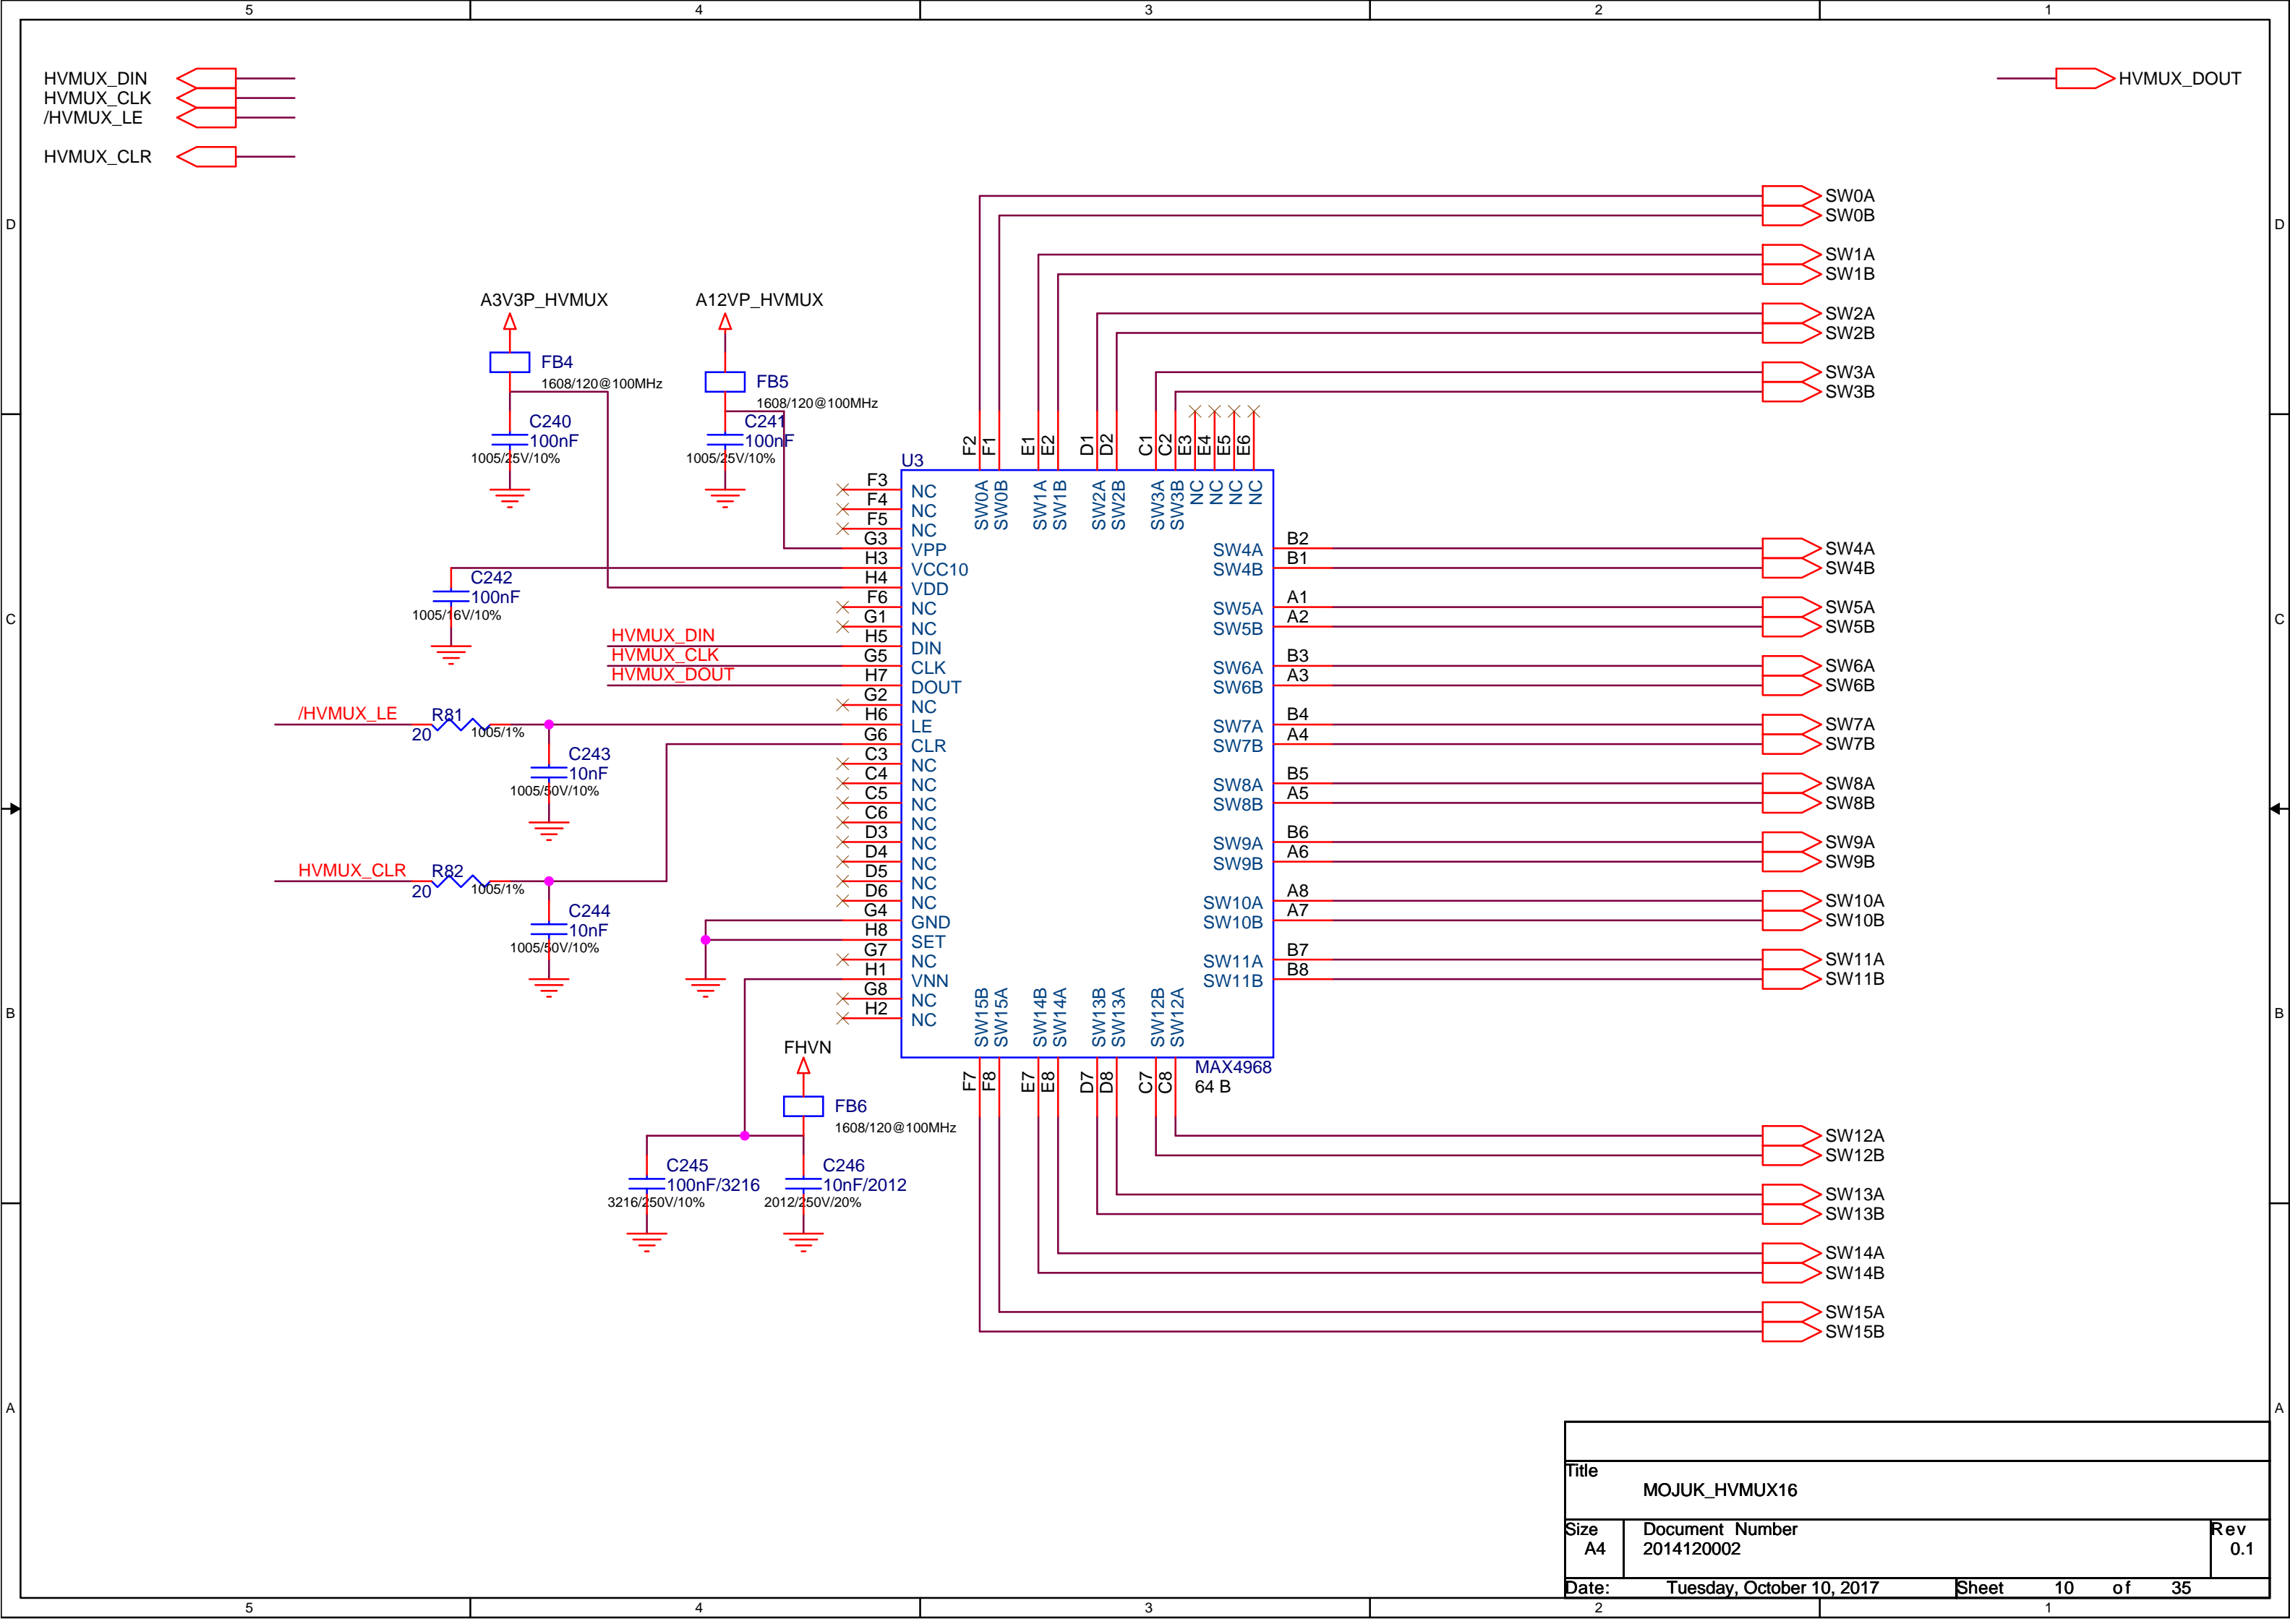 5 4 3 2 1
HVMUX_DIN
HVMUX_CLK
/HVMUX_LE
HVMUX_CLR
HVMUX_DOUT
D D
SW0A
SW0B
SW1A
SW1B
SW2A
SW2B
SW3A
SW3B
A3V3P_HVMUX
FB4
1608/120@100MHz
C240
100nF
1005/25V/10%
A12VP_HVMUX
FB5
1608/120@100MHz
C241
100nF
1005/25V/10%
F2 F1 E1 E2 D1 D2 C1 C2 E3 E4 E5 E6
U3
SW0A SW0B SW1A SW1B SW2A SW2B SW3A SW3B NC NC NC NC
F3 NC
F4 NC
F5 NC
G3 VPP
H3 VCC10
H4 VDD
F6 NC
G1 NC
H5 DIN
G5 CLK
H7 DOUT
G2 NC
H6 LE
G6 CLR
C3 NC
C4 NC
C5 NC
C6 NC
D3 NC
D4 NC
D5 NC
D6 NC
G4 GND
H8 SET
G7 NC
H1 VNN
G8 NC
H2 NC
C C
C242
100nF
1005/16V/10%
HVMUX_DIN
HVMUX_CLK
HVMUX_DOUT
/HVMUX_LE
R81
20
1005/1%
C243
10nF
1005/50V/10%
HVMUX_CLR
R82
20
1005/1%
C244
10nF
1005/50V/10%
SW4A B2 SW4A
SW4B B1 SW4B
SW5A A1 SW5A
SW5B A2 SW5B
SW6A B3 SW6A
SW6B A3 SW6B
SW7A B4 SW7A
SW7B A4 SW7B
SW8A B5 SW8A
SW8B A5 SW8B
SW9A B6 SW9A
SW9B A6 SW9B
SW10A A8 SW10A
SW10B A7 SW10B
SW11A B7 SW11A
SW11B B8 SW11B
B B
SW15B SW15A SW14B SW14A SW13B SW13A SW12B SW12A
F7 F8 E7 E8 D7 D8 C7 C8
MAX4968
64 B
FHVN
FB6
1608/120@100MHz
C245
100nF/3216
3216/250V/10%
C246
10nF/2012
2012/250V/20%
SW12A
SW12B
SW13A
SW13B
SW14A
SW14B
SW15A
SW15B
A A
Title
MOJUK_HVMUX16
Size Document Number Rev
A4 2014120002 0.1
Date: Tuesday, October 10, 2017 Sheet 10 of 35
5 4 3 2 1